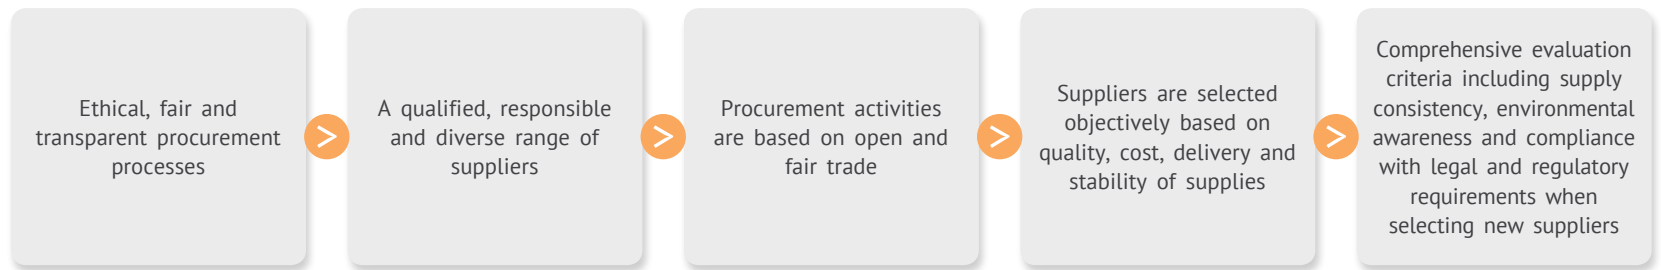 Ethical, fair and
transparent procurement
processes
A qualified, responsible
and diverse range of
suppliers
Procurement activities
are based on open and
fair trade
Suppliers are selected
objectively based on
quality, cost, delivery and
stability of supplies
Comprehensive evaluation
criteria including supply
consistency, environmental
awareness and compliance
with legal and regulatory
requirements when
selecting new suppliers